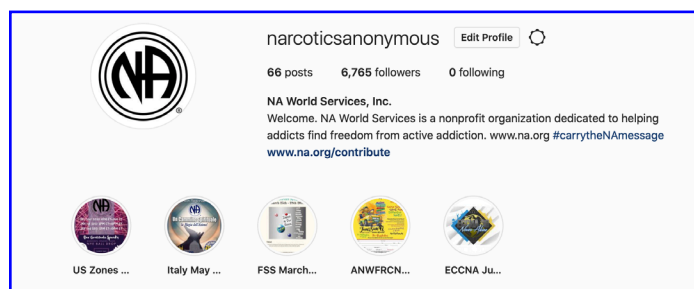 narcoticsanonymous Edit Profile
66 posts 6,765 followers 0 following
NA World Services, Inc.
Welcome. NA World Services is a nonprofit organization dedicated to helping
addicts find freedom from active addiction. www.na.org #carrytheNAmessage
www.na.org/contribute
NA
®
NA
US Zones ... Italy May ... FSS March... ANWFRCN... ECCNA Ju...